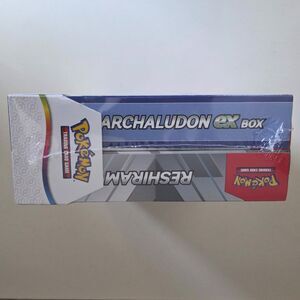 POKÉMON
TRADING CARD GAME
ARCHALUDON ex BOX
RESHIRAM
POKÉMON
TRADING CARD GAME